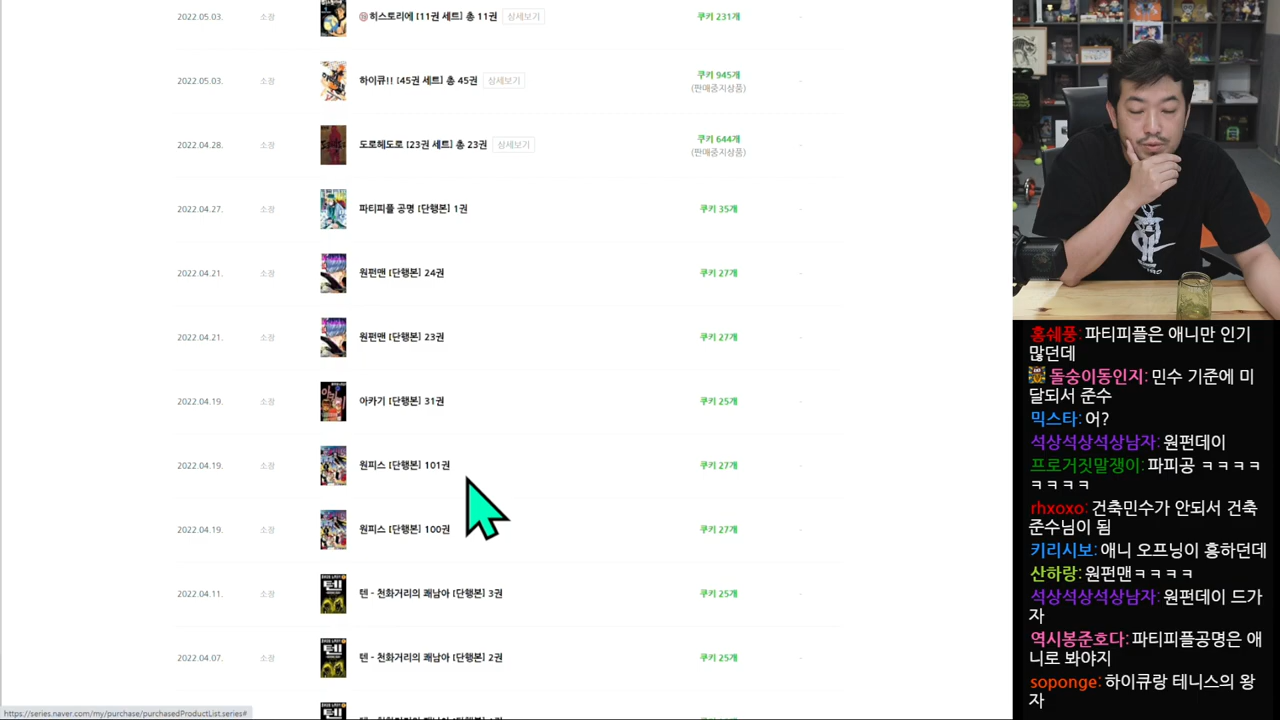 2022.05.03. 소장 ⑲히스토리에 [11권 세트] 총 11권 상세보기 쿠키 231개 -
2022.05.03. 소장 하이큐!! [45권 세트] 총 45권 상세보기 쿠키 945개 -
(판매중지상품)
2022.04.28. 소장 도로헤도로 [23권 세트] 총 23권 상세보기 쿠키 644개 -
(판매중지상품)
2022.04.27. 소장 파티피플 공명 [단행본] 1권 쿠키 35개 -
2022.04.21. 소장 원펀맨 [단행본] 24권 쿠키 27개 -
2022.04.21. 소장 원펀맨 [단행본] 23권 쿠키 27개 -
2022.04.19. 소장 아카기 [단행본] 31권 쿠키 25개 -
2022.04.19. 소장 원피스 [단행본] 101권 쿠키 27개 -
2022.04.19. 소장 원피스 [단행본] 100권 쿠키 27개 -
2022.04.11. 소장 텐 텐 - 천화거리의 쾌남아 [단행본] 3권 쿠키 25개 -
2022.04.07. 소장 텐 텐 - 천화거리의 쾌남아 [단행본] 2권 쿠키 25개 -
https://series.naver.com/my/purchase/purchasedProductList.series#
홍쉐풍: 파티피플은 애니만 인기
많던데
돌숭이동인지: 민수 기준에 미
달되서 준수
믹스타: 어?
석상석상석상남자: 원펀데이
프로거짓말쟁이: 파피공 ㅋㅋㅋㅋ
ㅋㅋㅋㅋ
rhxoxo: 건축민수가 안되서 건축
준수님이 됨
키리시보: 애니 오프닝이 흥하던데
산하랑: 원펀맨ㅋㅋㅋㅋ
석상석상석상남자: 원펀데이 드가
자
역시봉준호다: 파티피플공명은 애
니로 봐야지
soponge: 하이큐랑 테니스의 왕
자